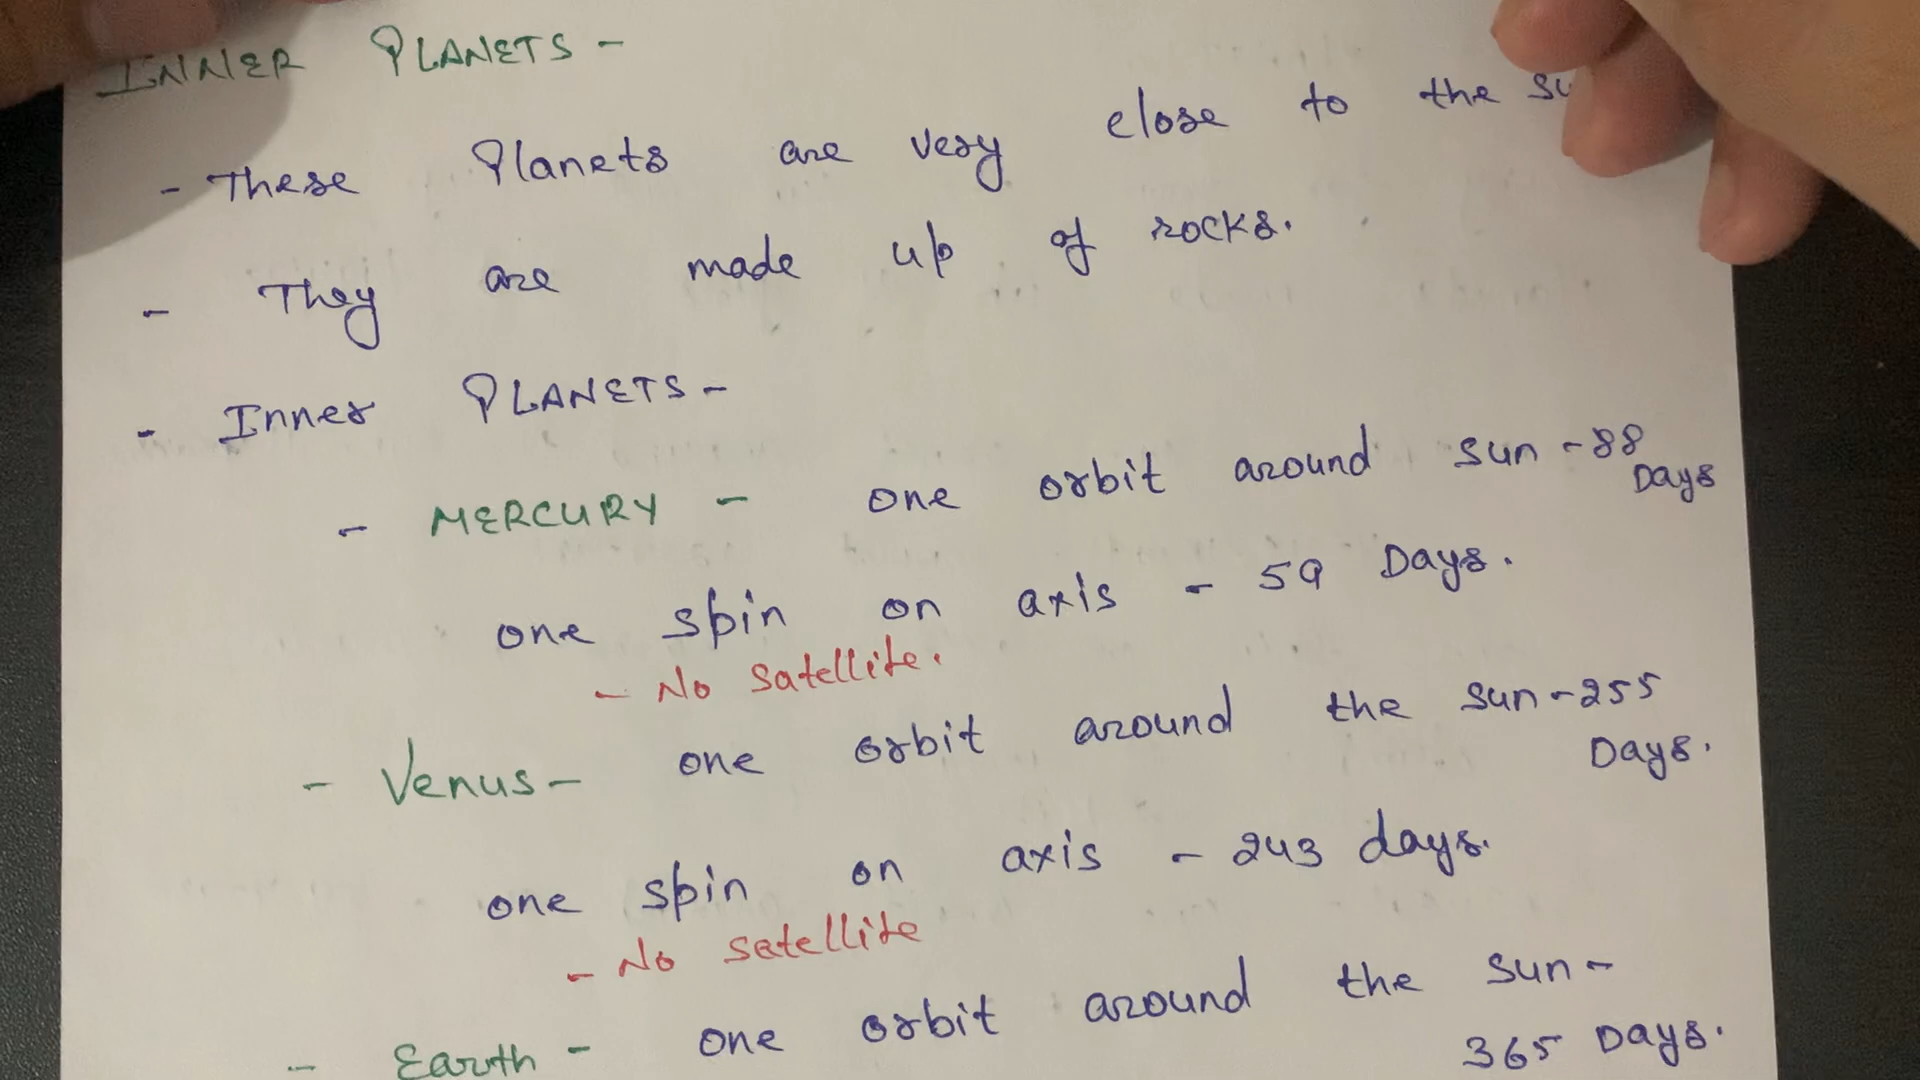 INNER PLANETS -
- These Planets are very close to the su
- They are made up of rocks.
- Inner PLANETS -
- MERCURY - one orbit around sun - 88
Days
one spin on axis - 59 Days.
- No satellite.
- Venus - one orbit around the sun - 255
Days.
one spin on axis - 243 days.
- No satellite
- Earth - one orbit around the sun -
365 Days.